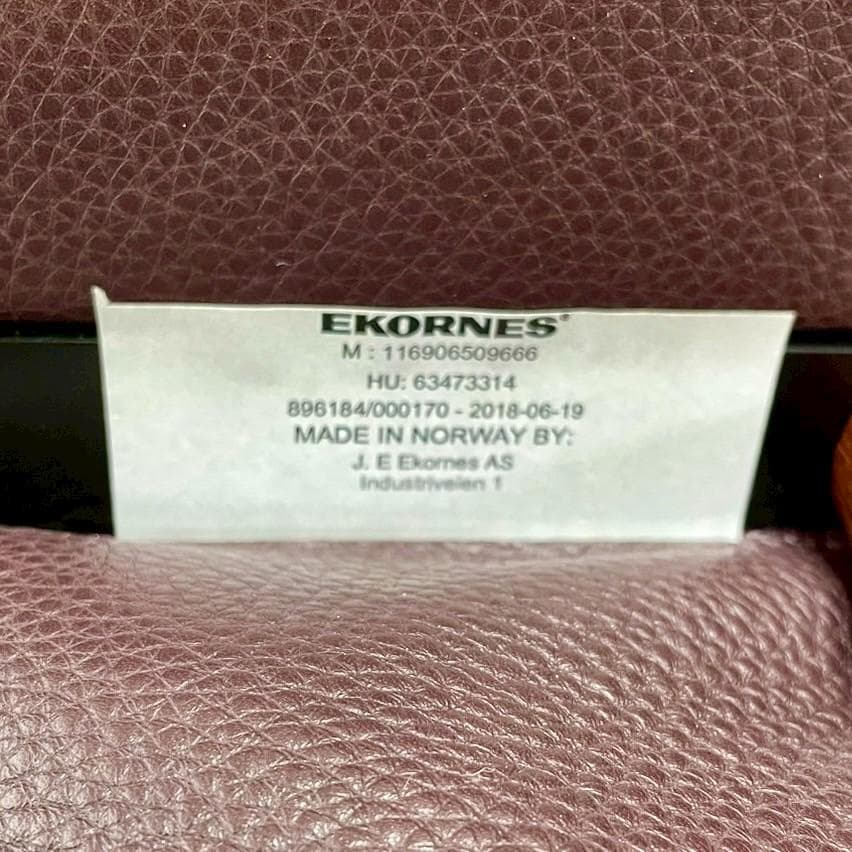 EKORNES®
M : 116906509666
HU: 63473314
896184/000170 - 2018-06-19
MADE IN NORWAY BY:
J. E Ekornes AS
Industriveien 1